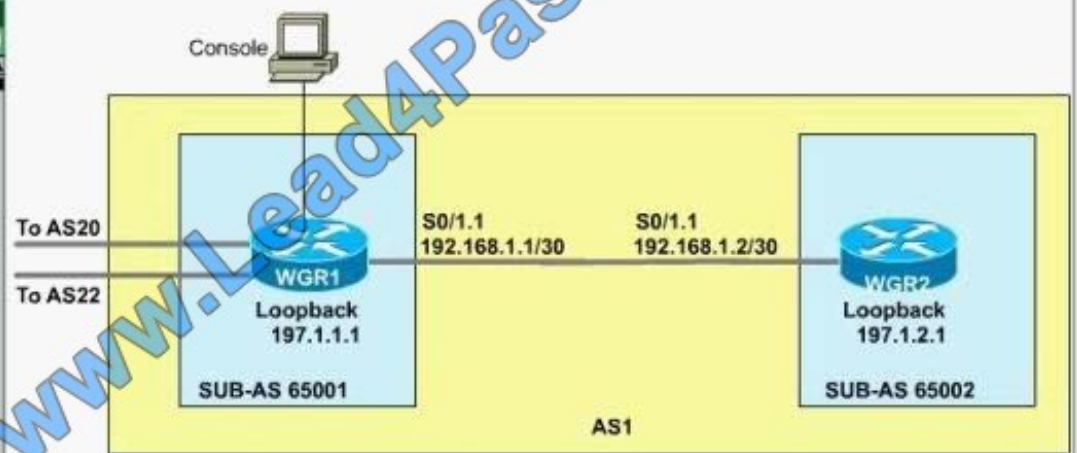 Console
To AS20
To AS22
S0/1.1
192.168.1.1/30
S0/1.1
192.168.1.2/30
WGR1
WGR2
Loopback
197.1.1.1
Loopback
197.1.2.1
SUB-AS 65001
SUB-AS 65002
AS1
www.Lead4Pas